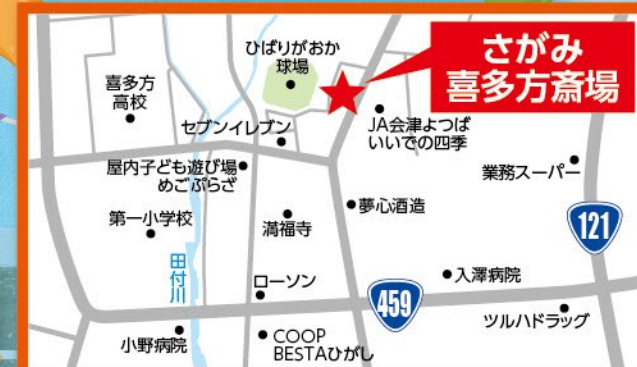 さがみ
喜多方斎場
ひばりがおか
球場
喜多方
高校
JA会津よつば
いいでの四季
セブンイレブン
屋内子ども遊び場
めごぷらざ
業務スーパー
第一小学校
満福寺
夢心酒造
121
田付川
ローソン
入澤病院
459
ツルハドラッグ
小野病院
COOP
BESTAひがし